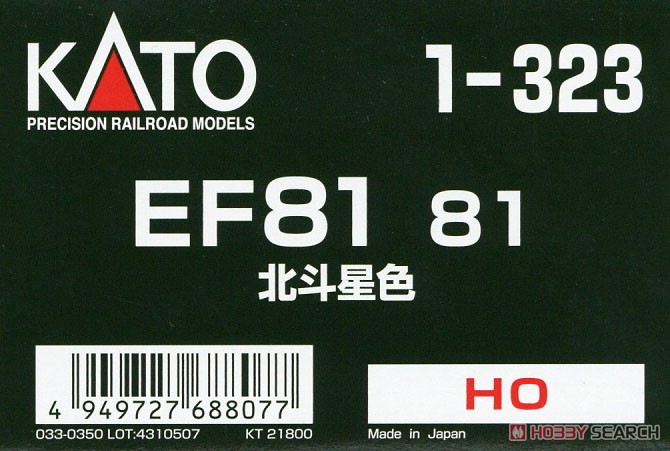 KATO 1-323
PRECISION RAILROAD MODELS
EF81 81
北斗星色
4 949727 688077
HO
033-0350 LOT:4310507 KT 21800 Made in Japan
HOBBY SEARCH